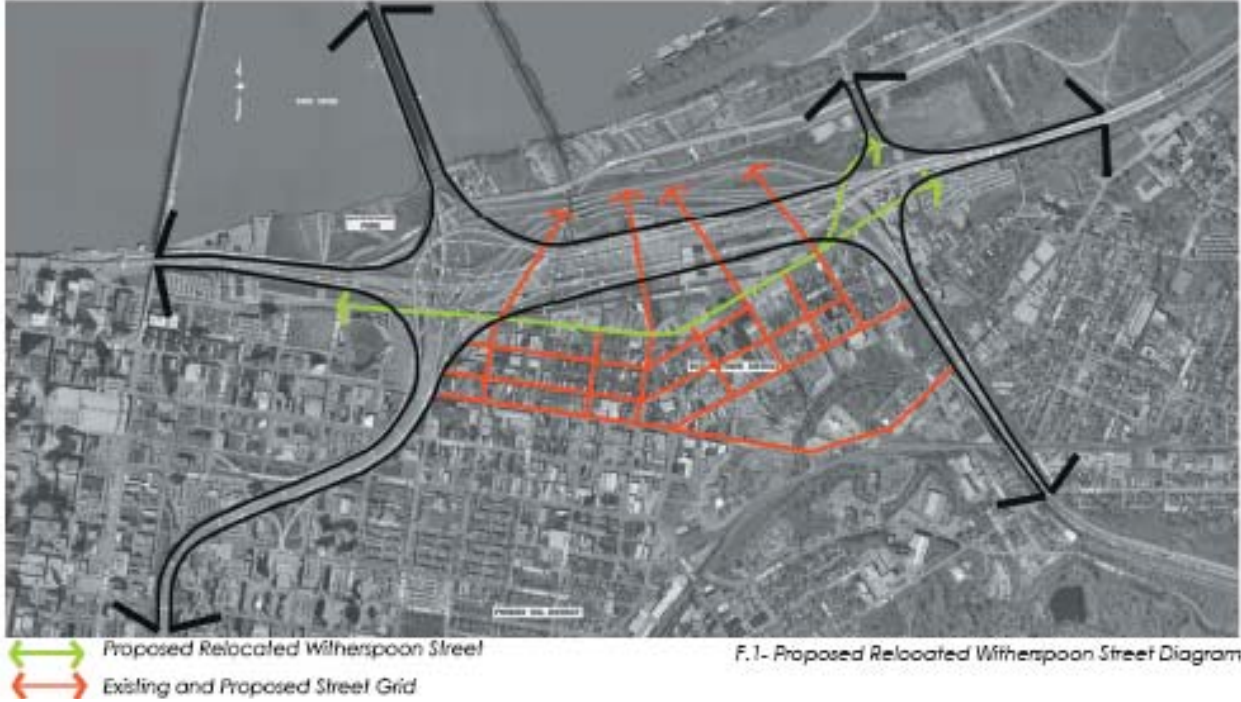 Proposed Relocated Witherspoon Street
F.1- Proposed Relocated Witherspoon Street Diagram
Existing and Proposed Street Grid